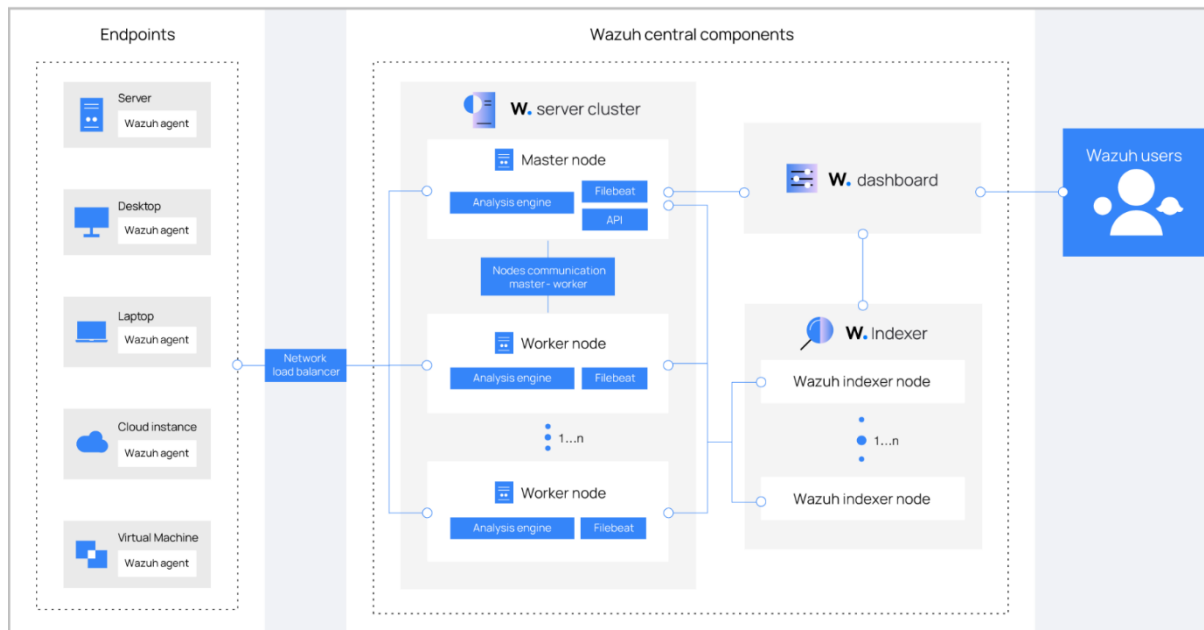 Endpoints
Server
Wazuh agent
Desktop
Wazuh agent
Laptop
Wazuh agent
Cloud instance
Wazuh agent
Virtual Machine
Wazuh agent
Network
load balancer
Wazuh central components
W. server cluster
Master node
Analysis engine
Filebeat
API
Nodes communication
master - worker
Worker node
Analysis engine
Filebeat
1...n
Worker node
Analysis engine
Filebeat
W. dashboard
W. Indexer
Wazuh indexer node
1...n
Wazuh indexer node
Wazuh users